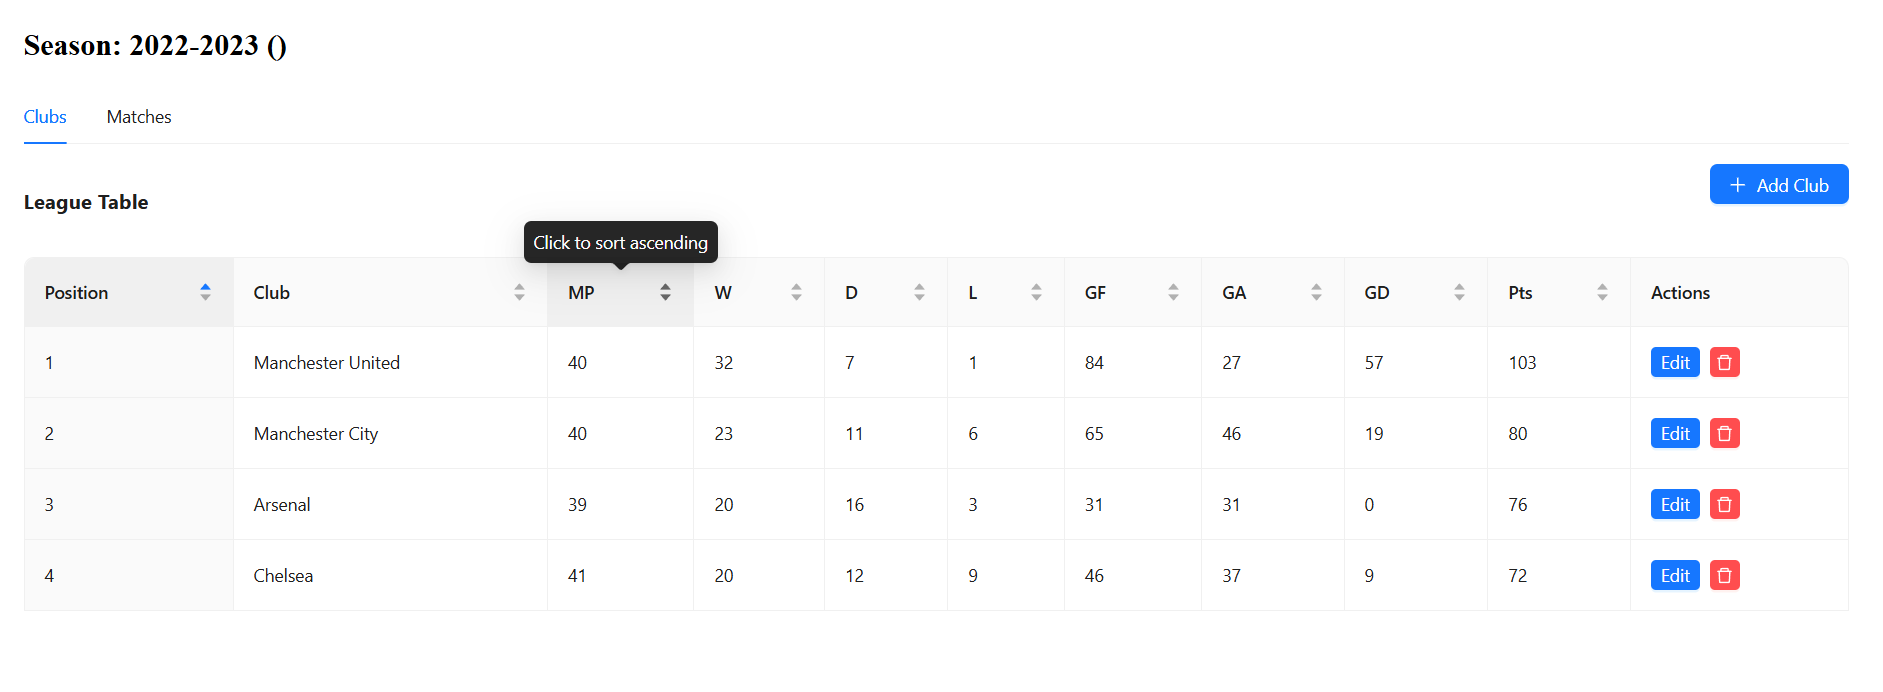 Season: 2022-2023 ()
Clubs Matches
+ Add Club
League Table
Click to sort ascending
Position Club MP W D L GF GA GD Pts Actions
1 Manchester United 40 32 7 1 84 27 57 103 Edit
2 Manchester City 40 23 11 6 65 46 19 80 Edit
3 Arsenal 39 20 16 3 31 31 0 76 Edit
4 Chelsea 41 20 12 9 46 37 9 72 Edit